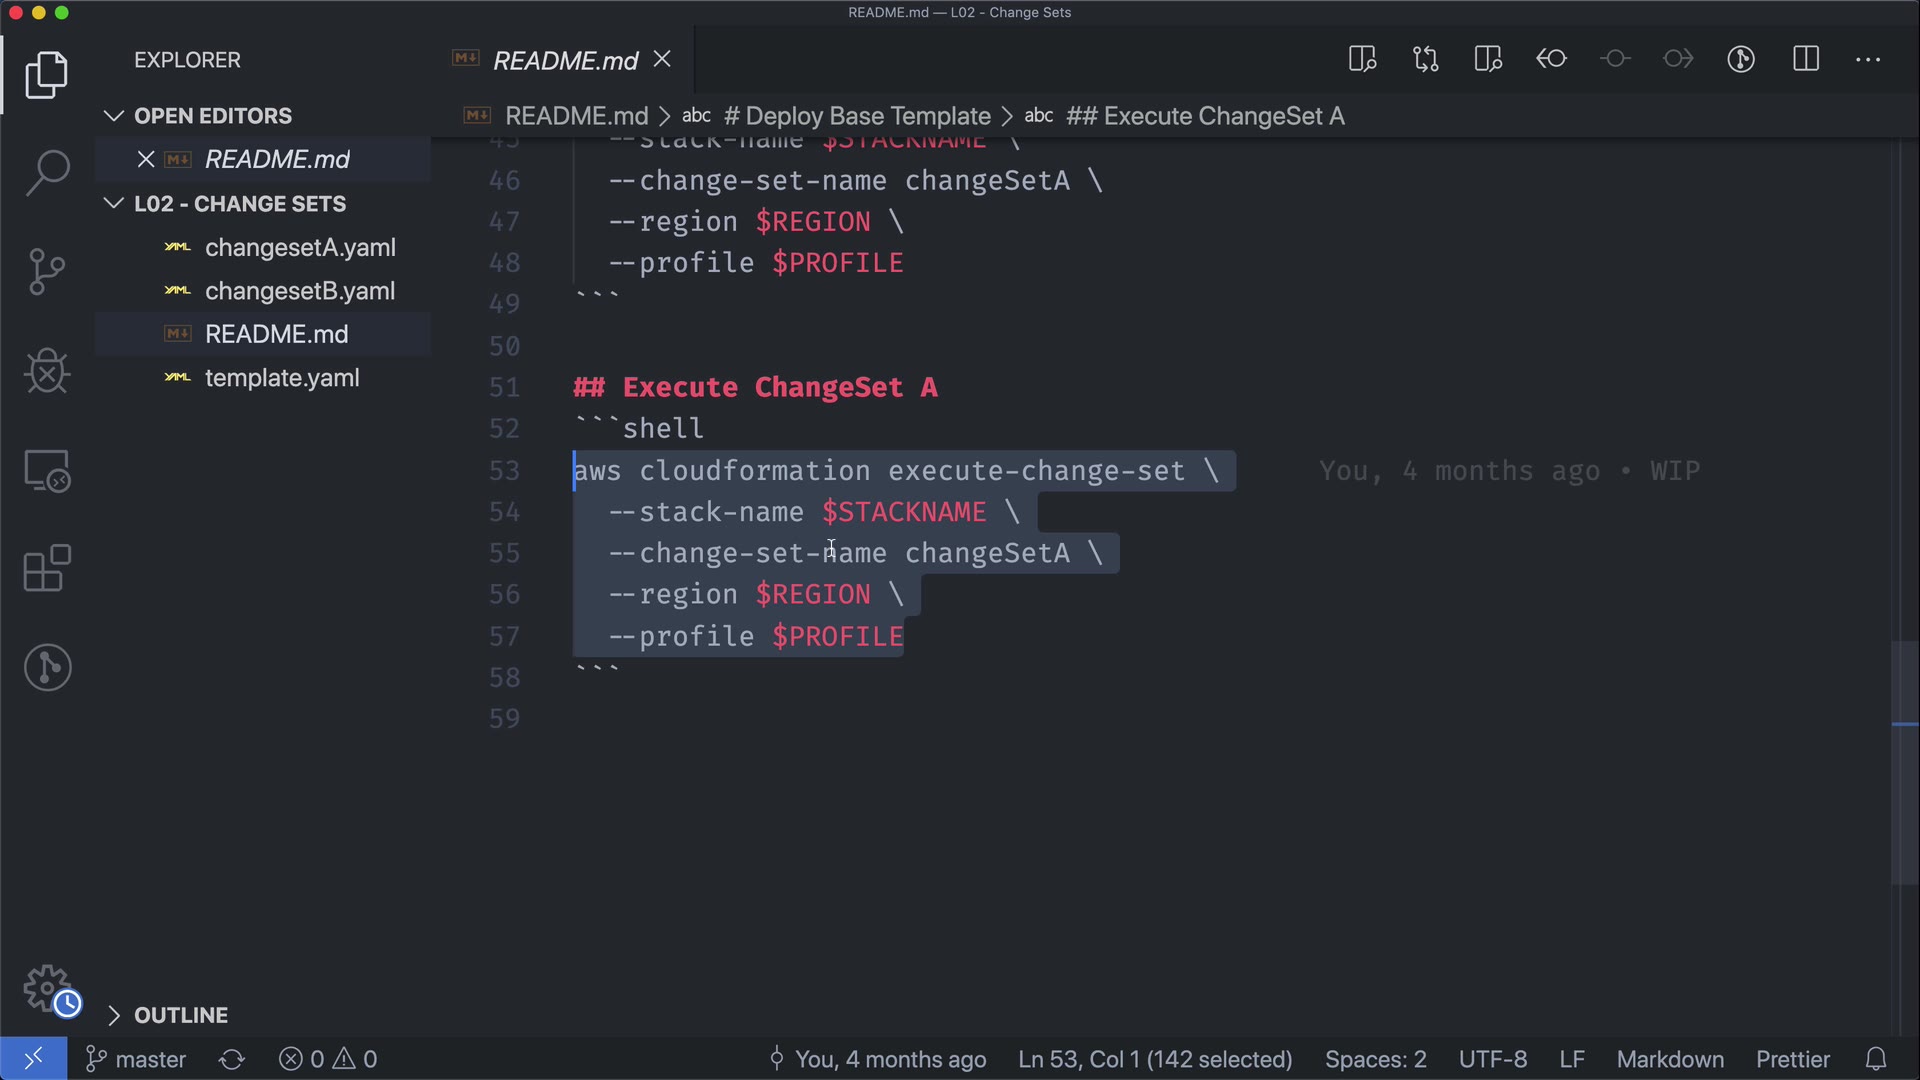 README.md — L02 - Change Sets
EXPLORER
README.md
OPEN EDITORS
README.md
L02 - CHANGE SETS
changesetA.yaml
changesetB.yaml
README.md
template.yaml
OUTLINE
README.md > abc # Deploy Base Template > abc ## Execute ChangeSet A
45 --stack-name $STACKNAME \
46 --change-set-name changeSetA \
47 --region $REGION \
48 --profile $PROFILE
49 ```
50
51 ## Execute ChangeSet A
52 ```shell
53 aws cloudformation execute-change-set \ You, 4 months ago • WIP
54 --stack-name $STACKNAME \
55 --change-set-name changeSetA \
56 --region $REGION \
57 --profile $PROFILE
58 ```
59
master 0 0 You, 4 months ago Ln 53, Col 1 (142 selected) Spaces: 2 UTF-8 LF Markdown Prettier